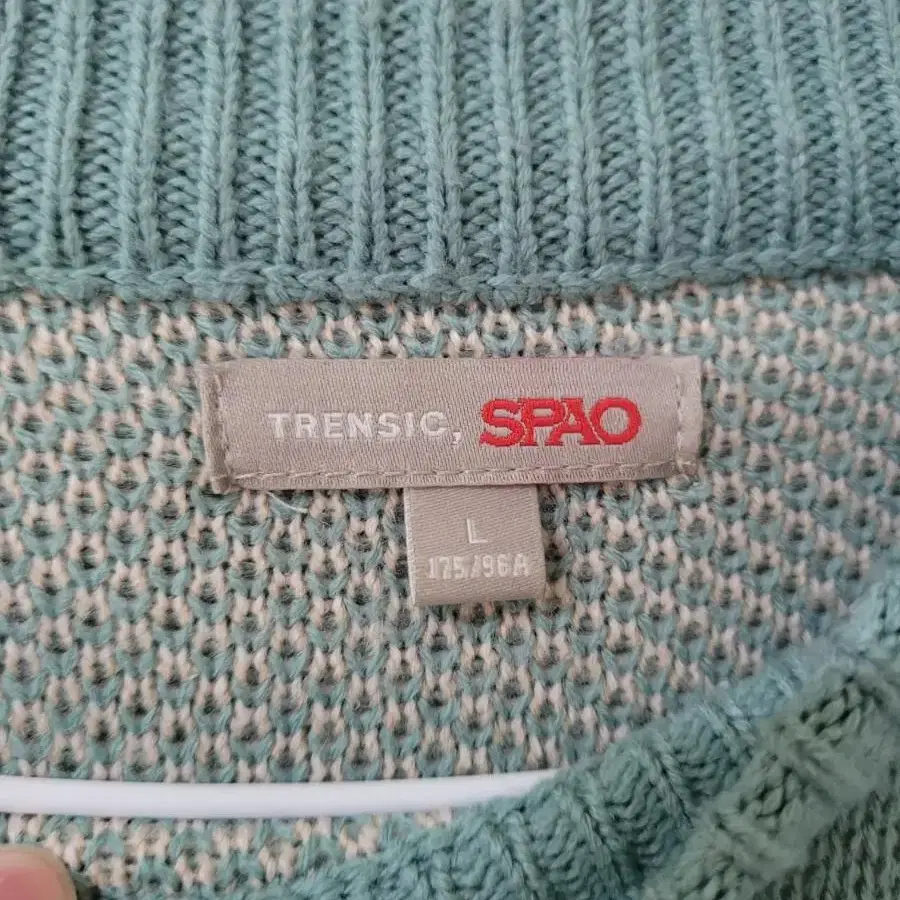 TRENSIC, SPAO
L
175/96A